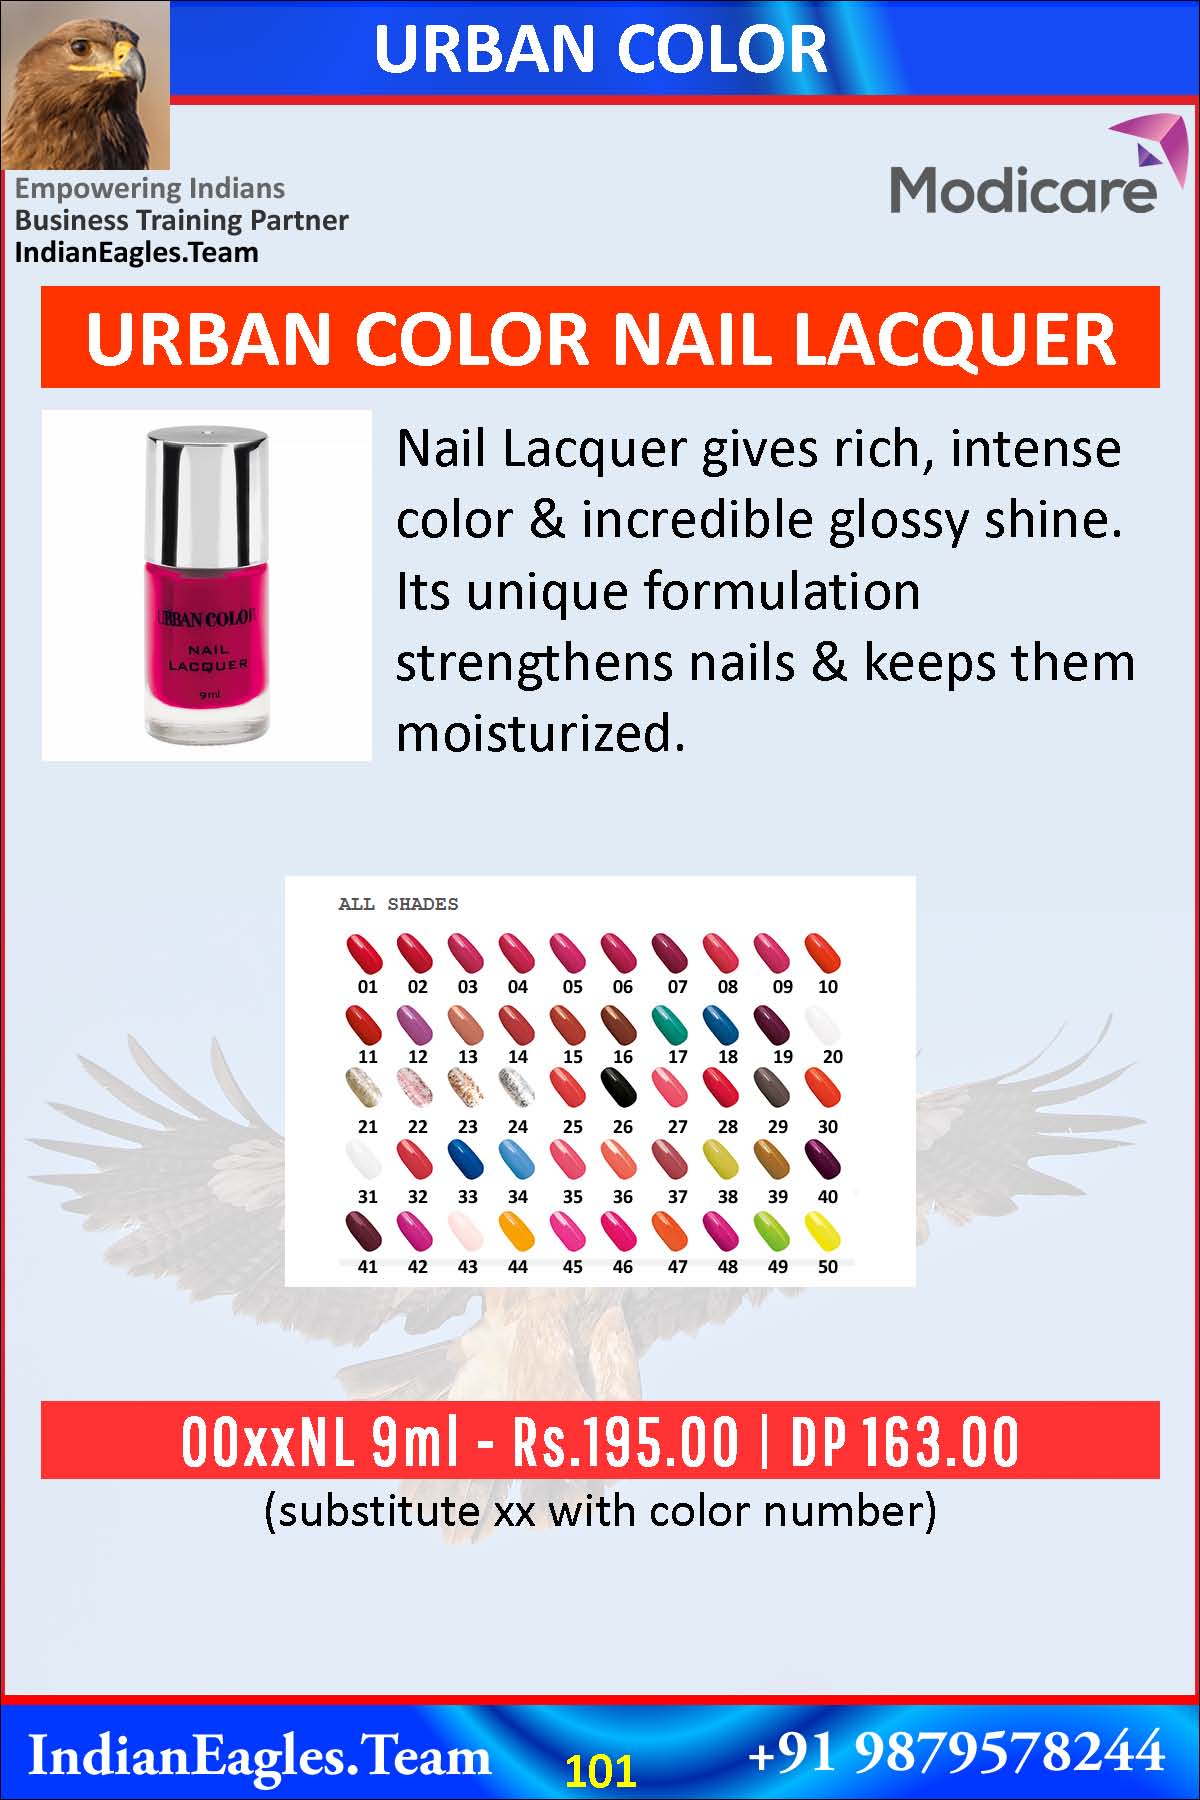 URBAN COLOR
Modicare
Empowering Indians
Business Training Partner
IndianEagles.Team
URBAN COLOR NAIL LACQUER
Nail Lacquer gives rich, intense
color & incredible glossy shine.
Its unique formulation
strengthens nails & keeps them
moisturized.
URBAN COLOR
NAIL
LACQUER
9ml
ALL SHADES
01 02 03 04 05 06 07 08 09 10
11 12 13 14 15 16 17 18 19 20
21 22 23 24 25 26 27 28 29 30
31 32 33 34 35 36 37 38 39 40
41 42 43 44 45 46 47 48 49 50
00xxNL 9ml - Rs.195.00 | DP 163.00
(substitute xx with color number)
IndianEagles.Team 101 +91 9879578244